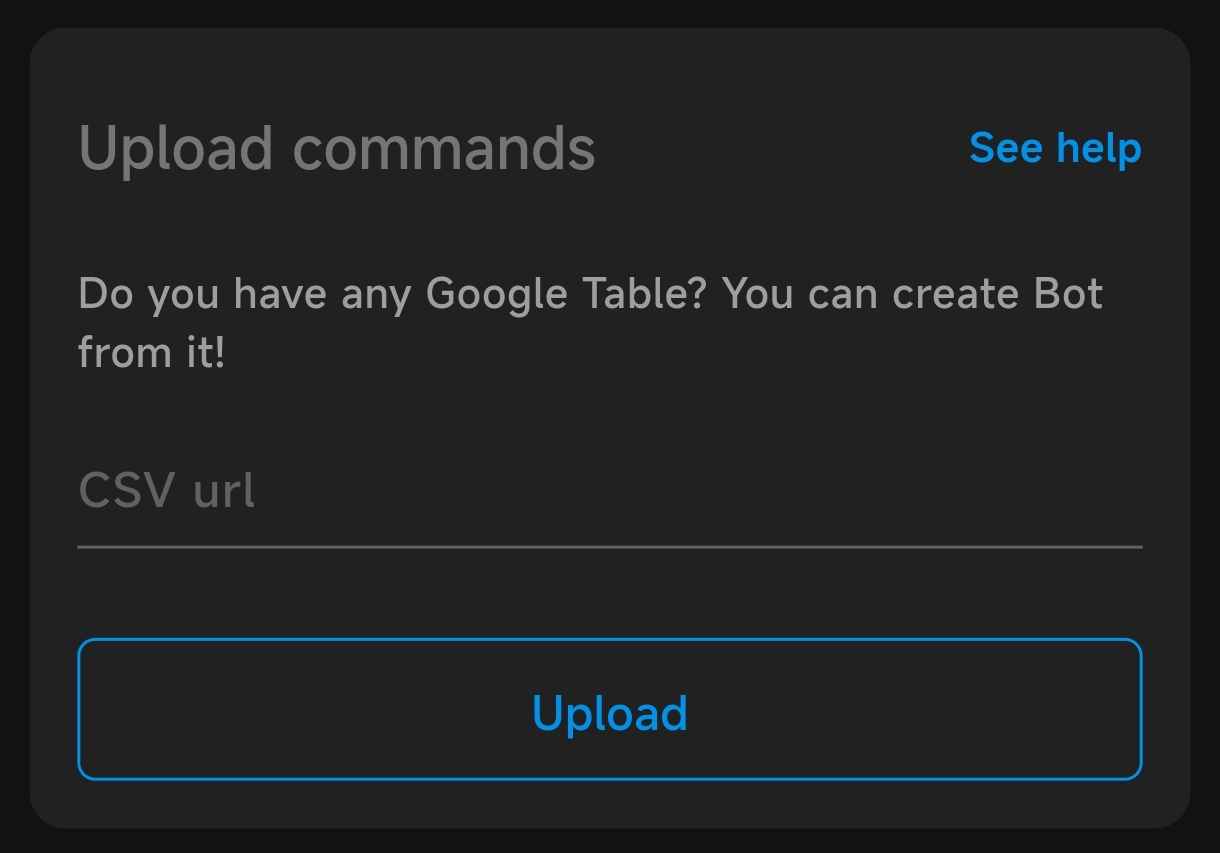 Upload commands
See help
Do you have any Google Table? You can create Bot
from it!
CSV url
Upload